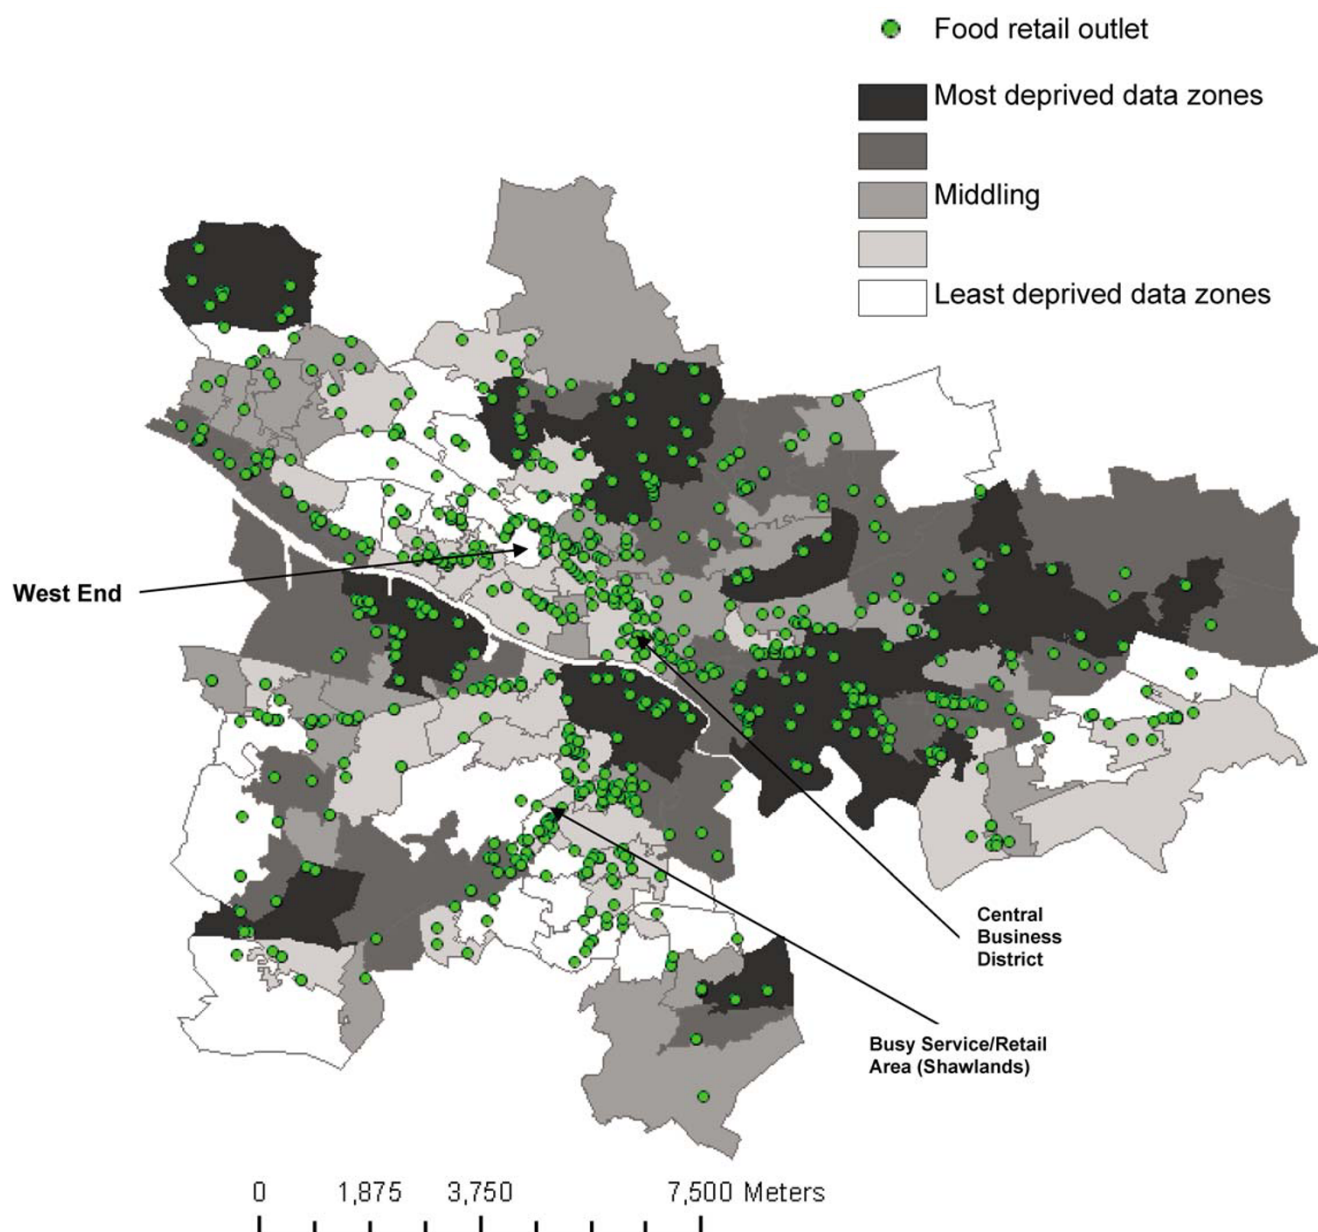 Food retail outlet
Most deprived data zones
Middling
Least deprived data zones
West End
Central
Business
District
Busy Service/Retail
Area (Shawlands)
0 1,875 3,750 7,500 Meters